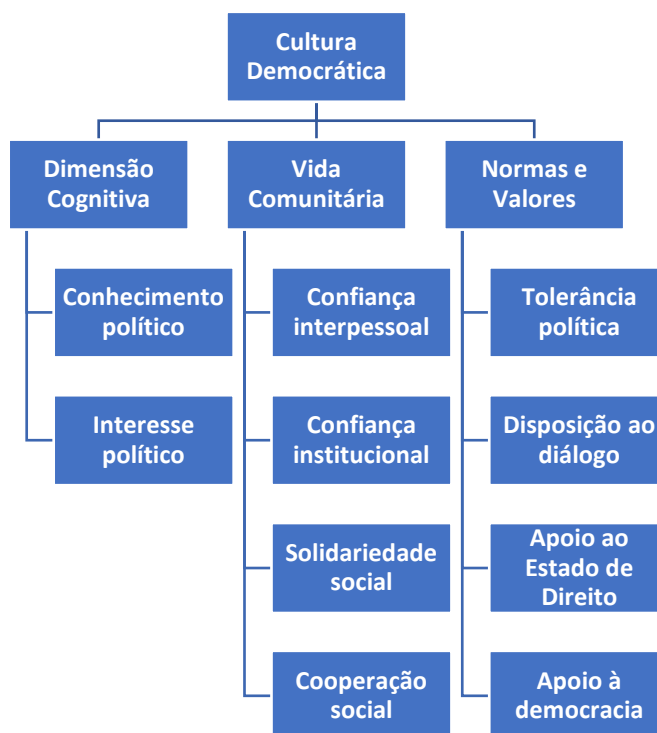 Cultura
Democrática
Dimensão
Cognitiva
Vida
Comunitária
Normas e
Valores
Conhecimento
político
Interesse
político
Confiança
interpessoal
Confiança
institucional
Solidariedade
social
Cooperação
social
Tolerância
política
Disposição ao
diálogo
Apoio ao
Estado de
Direito
Apoio à
democracia